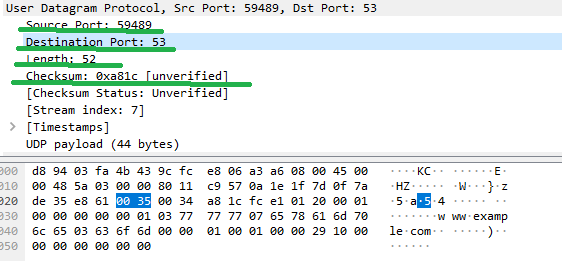 User Datagram Protocol, Src Port: 59489, Dst Port: 53
Source Port: 59489
Destination Port: 53
Length: 52
Checksum: 0xa81c [unverified]
[Checksum Status: Unverified]
[Stream index: 7]
> [Timestamps]
UDP payload (44 bytes)
000 d8 94 03 fa 4b 43 9c fc e8 06 a3 a6 08 00 45 00 ····KC·· ······E·
010 00 48 5a 03 00 00 80 11 c9 57 0a 1e 1f 7d 0f 7a ·HZ····· ·W···}·z
020 de 35 e8 61 00 35 00 34 a8 1c fc e1 01 20 00 01 ·5·a·5·4 ····· ··
030 00 00 00 00 00 01 03 77 77 77 07 65 78 61 6d 70 ·······w ww·examp
040 6c 65 03 63 6f 6d 00 00 01 00 01 00 00 29 10 00 le·com·· ·····)··
050 00 00 00 00 00 00 ······